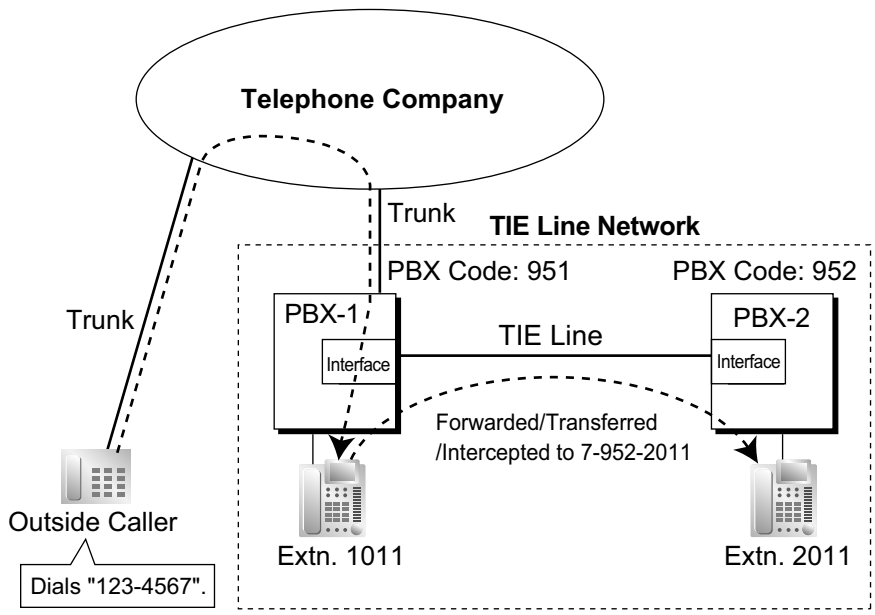 Telephone Company
Trunk
TIE Line Network
PBX Code: 951
PBX Code: 952
Trunk
PBX-1
PBX-2
TIE Line
Interface
Interface
Forwarded/Transferred
/Intercepted to 7-952-2011
Outside Caller
Extn. 1011
Extn. 2011
Dials "123-4567".